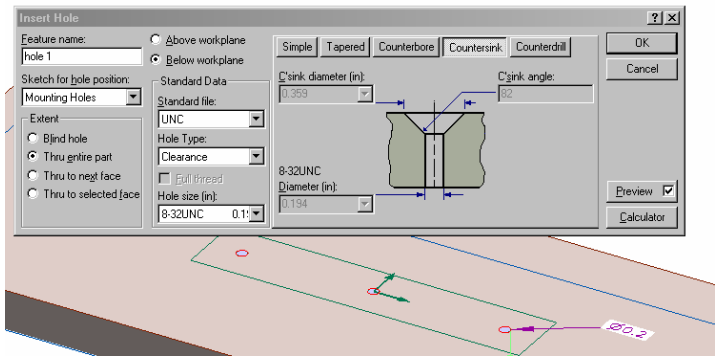 Insert Hole
Feature name:
hole 1
Sketch for hole position:
Mounting Holes
Extent
Blind hole
Thru entire part
Thru to next face
Thru to selected face
Above workplane
Below workplane
Standard Data
Standard file:
UNC
Hole Type:
Clearance
Full thread
Hole size (in):
8-32UNC 0.1
Simple
Tapered
Counterbore
Countersink
Counterdrill
C'sink diameter (in):
0.359
C'sink angle:
82
8-32UNC
Diameter (in):
0.194
OK
Cancel
Preview
Calculator
Ø0.2